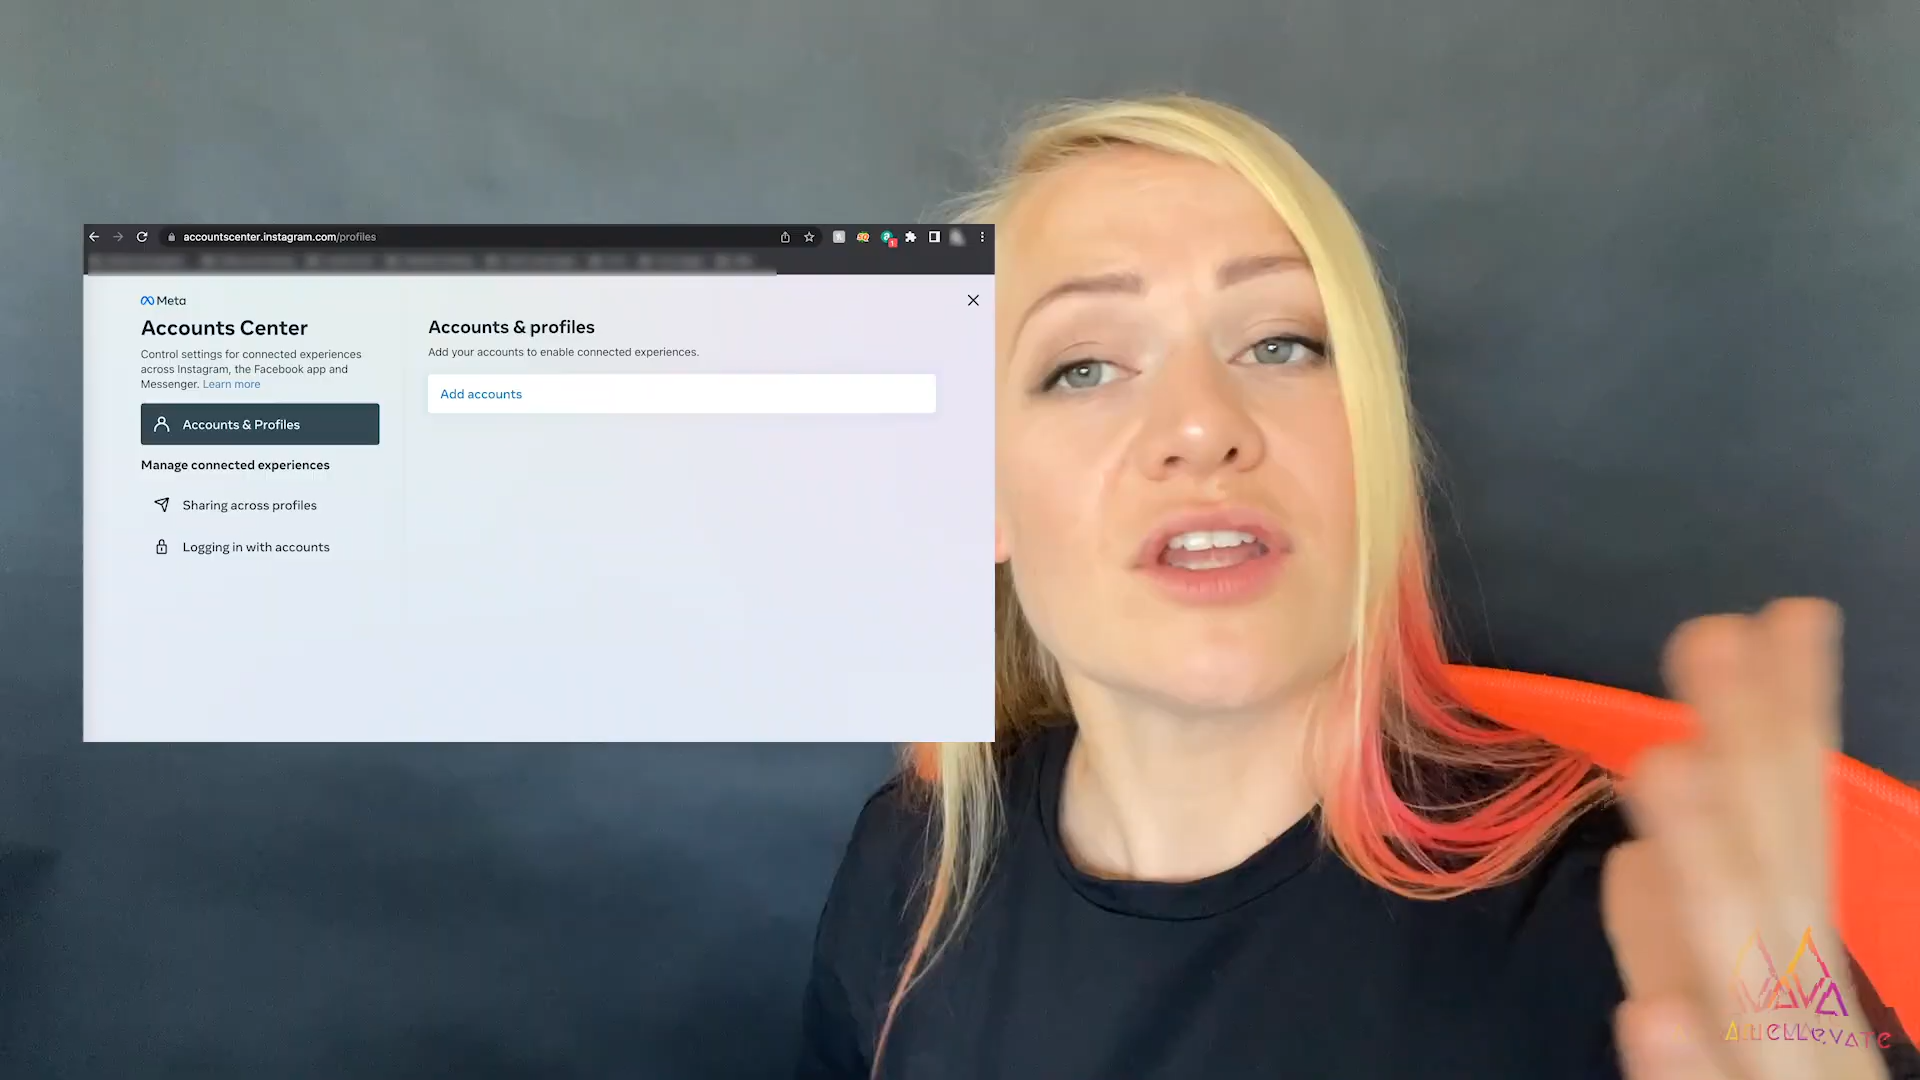 accountscenter.instagram.com/profiles
Meta
Accounts Center
Control settings for connected experiences
across Instagram, the Facebook app and
Messenger. Learn more
Accounts & Profiles
Manage connected experiences
Sharing across profiles
Logging in with accounts
Accounts & profiles
Add your accounts to enable connected experiences.
Add accounts